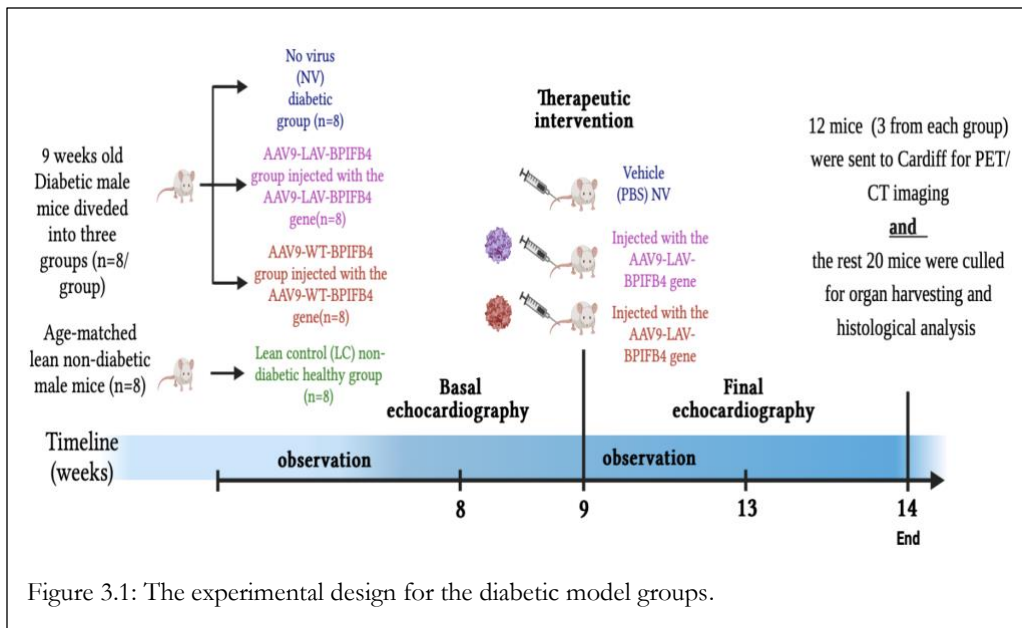 No virus
(NV)
diabetic
group (n=8)
9 weeks old
Diabetic male
mice diveded
into three
groups (n=8/
group)
AAV9-LAV-BPIFB4
group injected with the
AAV9-LAV-BPIFB4
gene(n=8)
AAV9-WT-BPIFB4
group injected with the
AAV9-WT-BPIFB4
gene(n=8)
Age-matched
lean non-diabetic
male mice (n=8)
Lean control (LC) non-
diabetic healthy group
(n=8)
Therapeutic
intervention
Vehicle
(PBS) NV
Injected with the
AAV9-LAV-
BPIFB4 gene
Injected with the
AAV9-LAV-
BPIFB4 gene
12 mice (3 from each group)
were sent to Cardiff for PET/
CT imaging
and
the rest 20 mice were culled
for organ harvesting and
histological analysis
Basal
echocardiography
Final
echocardiography
Timeline
(weeks)
observation
observation
8
9
13
14
End
Figure 3.1: The experimental design for the diabetic model groups.